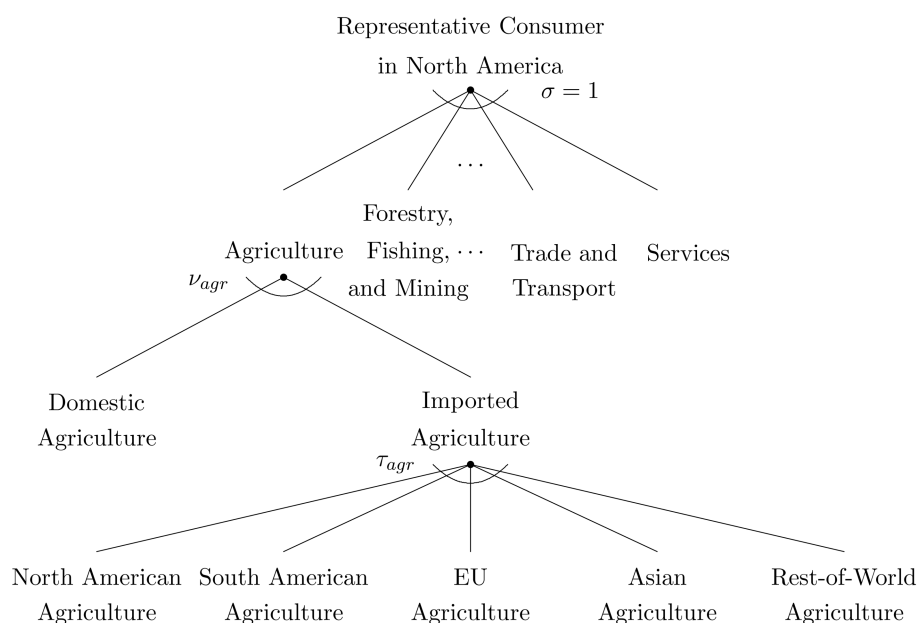 Representative Consumer
in North America
σ = 1
...
Forestry,
Agriculture Fishing, ... Trade and Services
ν_agr and Mining Transport
Domestic Imported
Agriculture Agriculture
τ_agr
North American South American EU Asian Rest-of-World
Agriculture Agriculture Agriculture Agriculture Agriculture